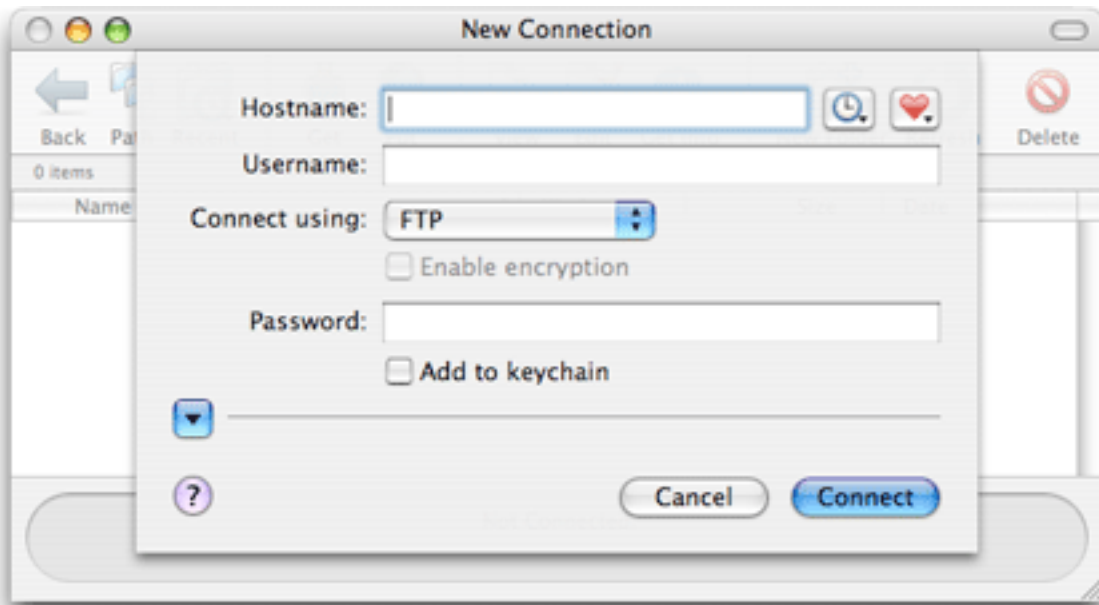 New Connection
Hostname:
Back
Delete
Username:
0 items
Name
Connect using: FTP
Enable encryption
Password:
Add to keychain
?
Cancel Connect